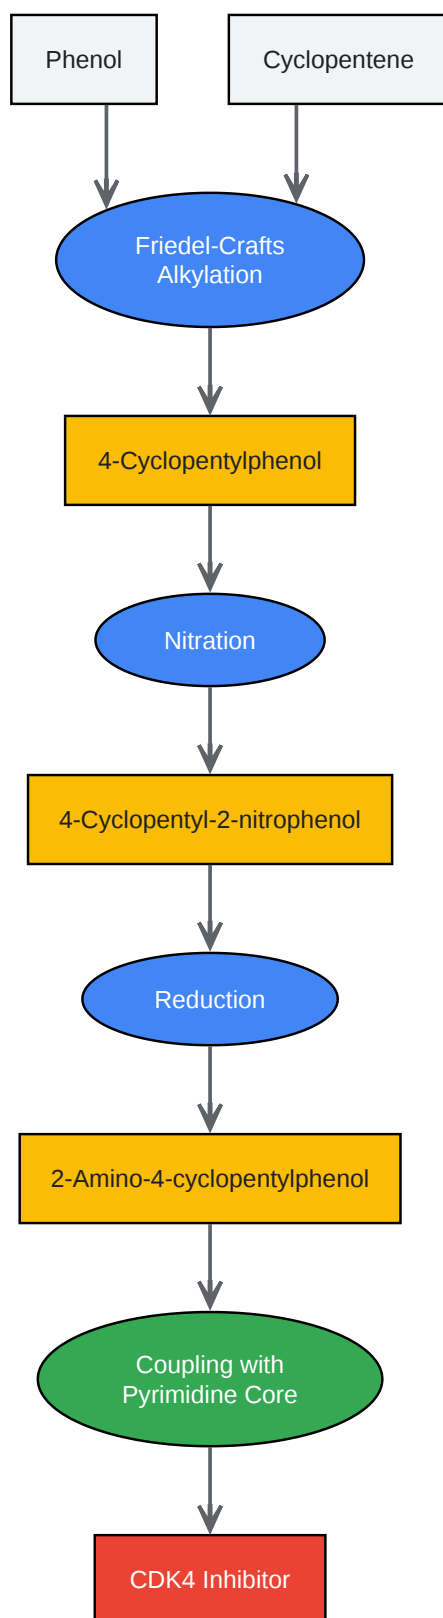 Phenol
Cyclopentene
Friedel-Crafts
Alkylation
4-Cyclopentylphenol
Nitration
4-Cyclopentyl-2-nitrophenol
Reduction
2-Amino-4-cyclopentylphenol
Coupling with
Pyrimidine Core
CDK4 Inhibitor